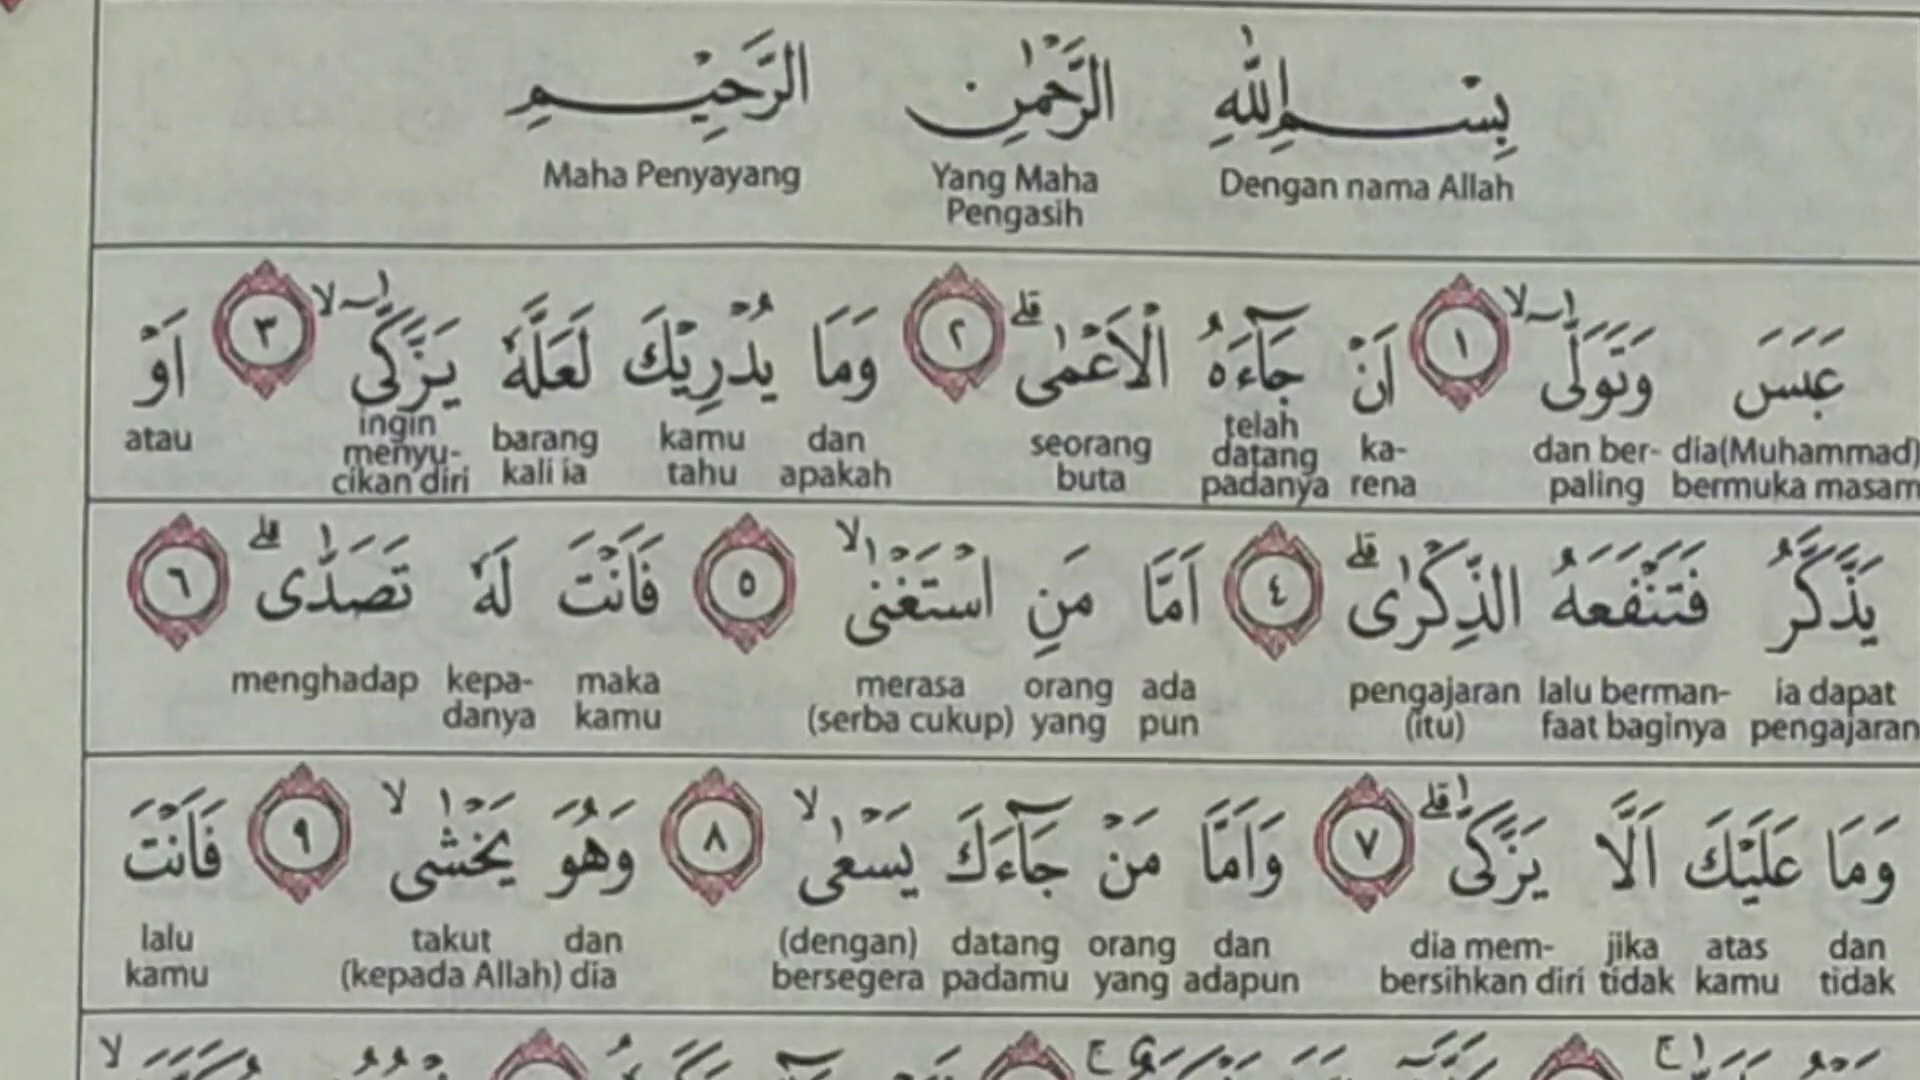 بِسْمِ اللّٰهِ الرَّحْمٰنِ الرَّحِيْمِ
Dengan nama Allah Yang Maha Pengasih Maha Penyayang
عَبَسَ وَتَوَلّٰىٓ ۙ ١ اَنْ جَاۤءَهُ الْاَعْمٰىۗ ٢ وَمَا يُدْرِيْكَ لَعَلَّهٗ يَزَّكّٰىٓ ۙ ٣ اَوْ
dia(Muhammad) bermuka masam dan ber-paling ka-rena telah datang padanya seorang buta dan apakah kamu tahu barang kali ia ingin menyu-cikan diri atau
يَذَّكَّرُ فَتَنْفَعَهُ الذِّكْرٰىۗ ٤ اَمَّا مَنِ اسْتَغْنٰىۙ ٥ فَاَنْتَ لَهٗ تَصَدّٰىۗ ٦
ia dapat pengajaran lalu berman-faat baginya pengajaran (itu) ada pun orang yang merasa (serba cukup) maka kamu kepa-danya menghadap
وَمَا عَلَيْكَ اَلَّا يَزَّكّٰىۗ ٧ وَاَمَّا مَنْ جَاۤءَكَ يَسْعٰىۙ ٨ وَهُوَ يَخْشٰىۙ ٩ فَاَنْتَ
dan tidak atas kamu jika tidak dia mem-bersihkan diri dan adapun orang yang datang padamu (dengan) bersegera dan dia takut (kepada Allah) lalu kamu